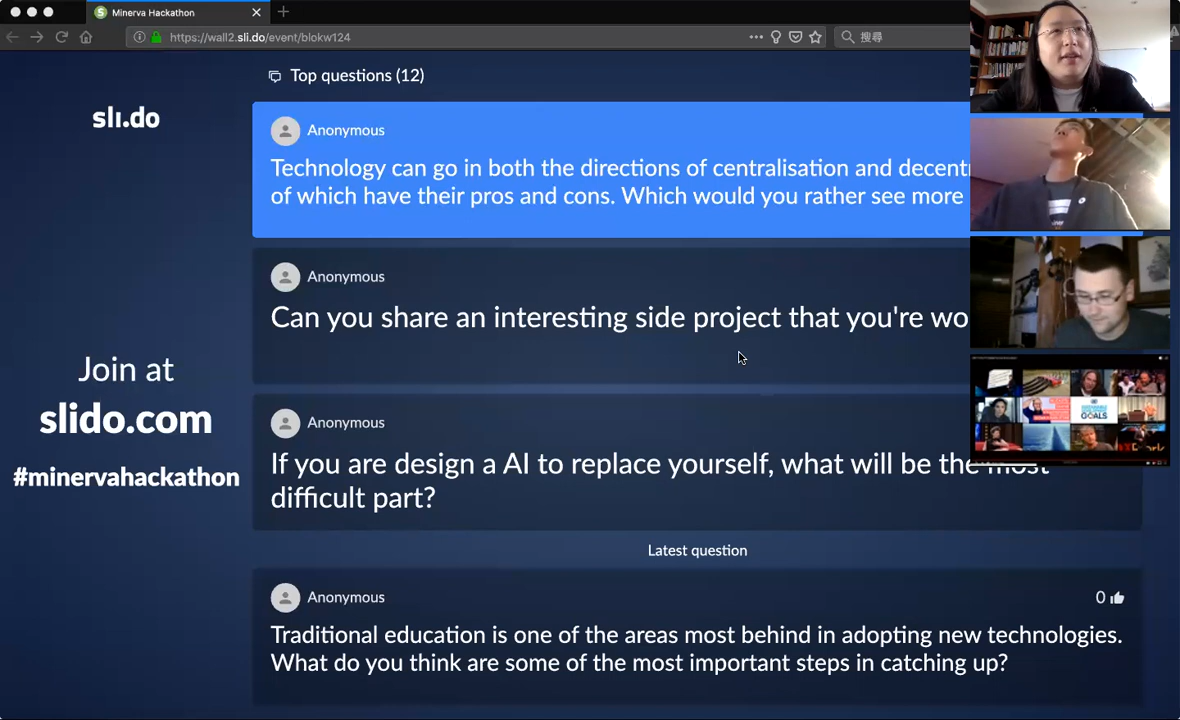 Minerva Hackathon
https://wall2.sli.do/event/blokw124
搜尋
Top questions (12)
sli.do
Anonymous
Technology can go in both the directions of centralisation and decent
of which have their pros and cons. Which would you rather see more
Anonymous
Can you share an interesting side project that you're wo
Join at
slido.com
#minervahackathon
Anonymous
If you are design a AI to replace yourself, what will be the most
difficult part?
GOALS
Latest question
Anonymous
0
Traditional education is one of the areas most behind in adopting new technologies.
What do you think are some of the most important steps in catching up?